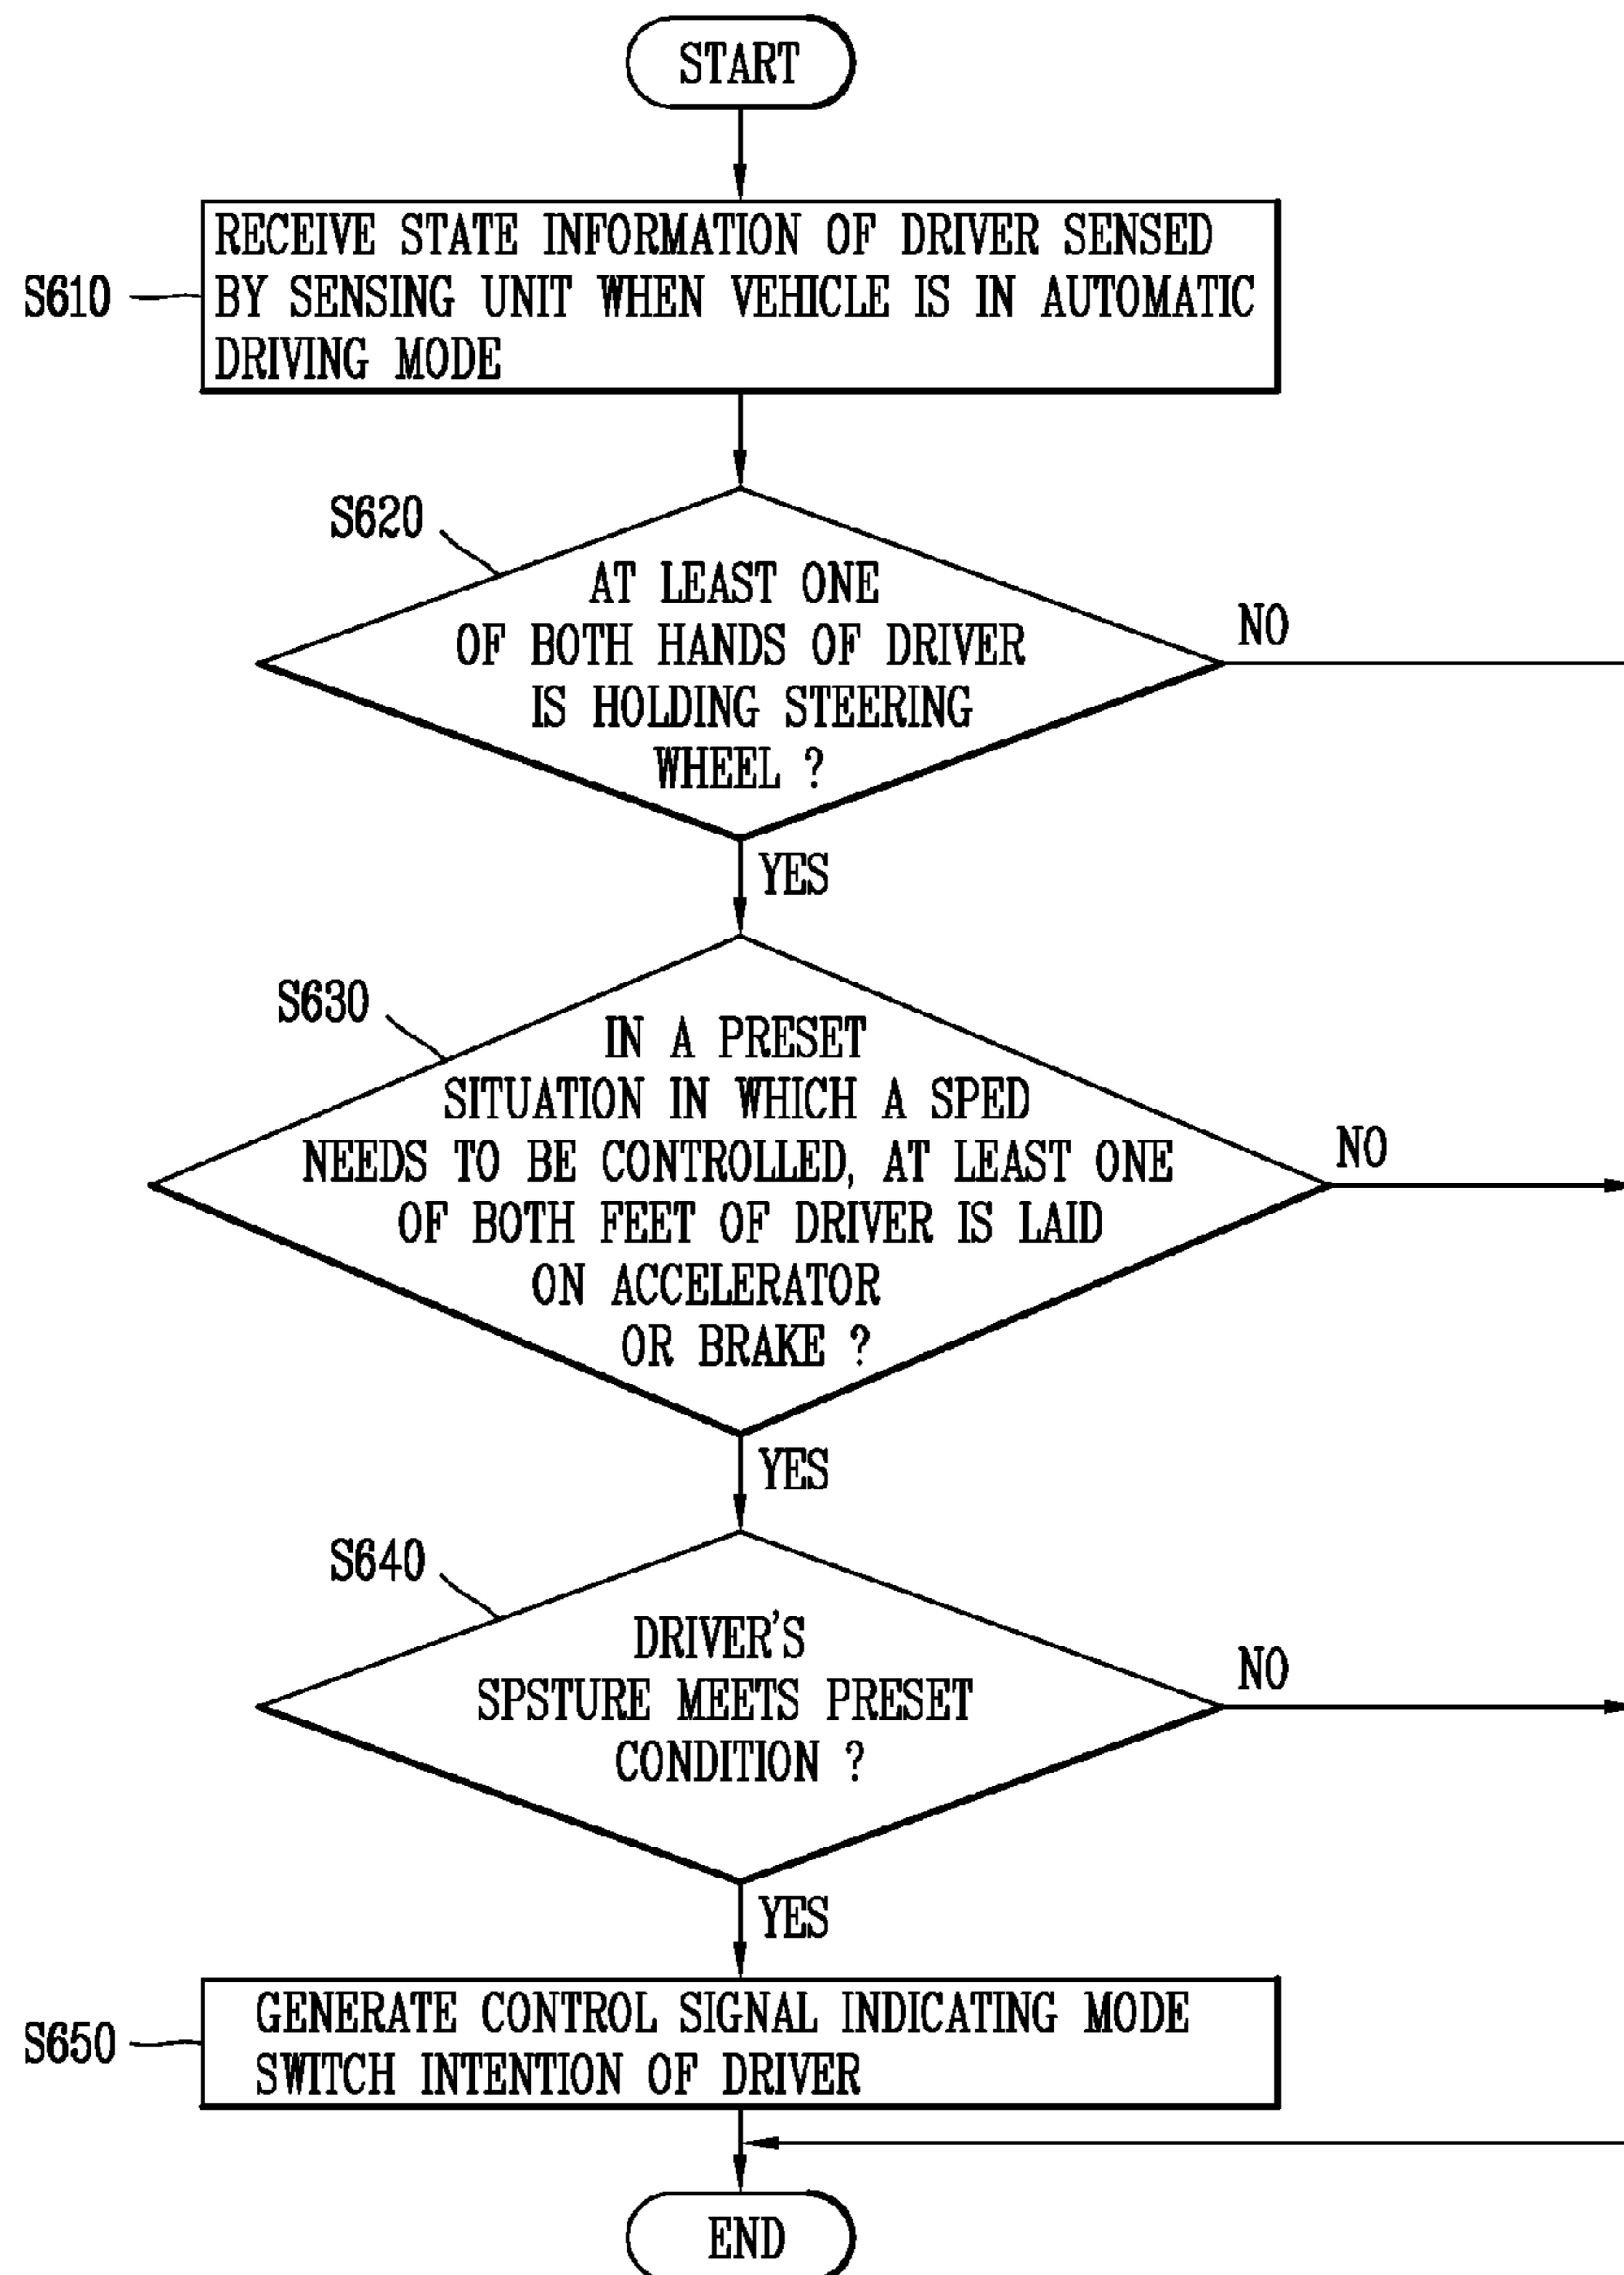 START
RECEIVE STATE INFORMATION OF DRIVER SENSED
S610
BY SENSING UNIT WHEN VEHICLE IS IN AUTOMATIC
DRIVING MODE
S620
AT LEAST ONE
NO
OF BOTH HANDS OF DRIVER
IS HOLDING STEERING
WHEEL ?
YES
S630
IN A PRESET
SITUATION IN WHICH A SPED
NEEDS TO BE CONTROLLED, AT LEAST ONE
NO
OF BOTH FEET OF DRIVER IS LAID
ON ACCELERATOR
OR BRAKE ?
YES
S640
DRIVER'S
NO
SPSTURE MEETS PRESET
CONDITION ?
YES
S650
GENERATE CONTROL SIGNAL INDICATING MODE
SWITCH INTENTION OF DRIVER
END